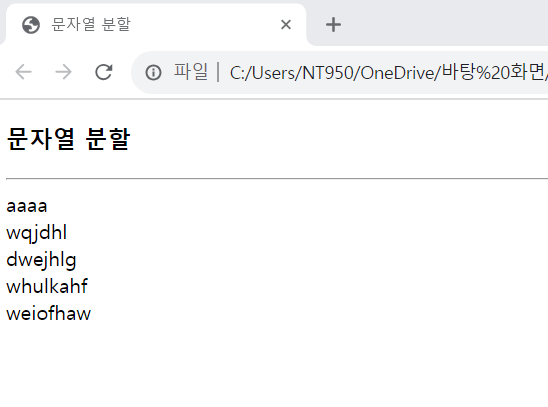 문자열 분할
파일 | C:/Users/NT950/OneDrive/바탕%20화면/
문자열 분할
aaaa
wqjdhl
dwejhlg
whulkahf
weiofhaw